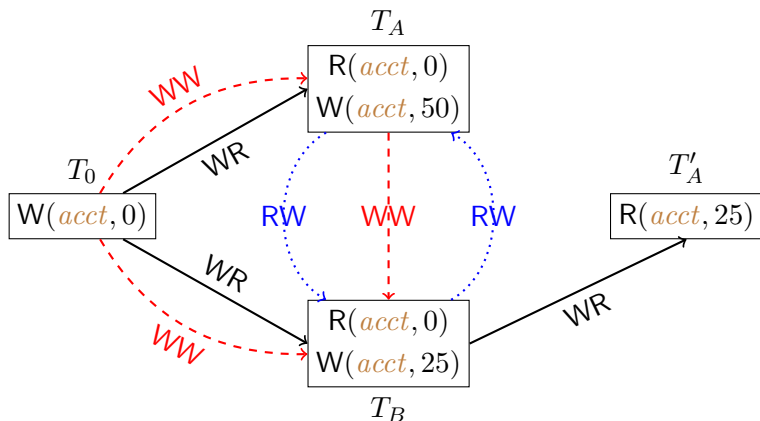 T_A
R(acct, 0)
W(acct, 50)
WW
WR
T_0
W(acct, 0)
RW
WW
RW
T'_A
R(acct, 25)
WR
WW
R(acct, 0)
W(acct, 25)
WR
T_B